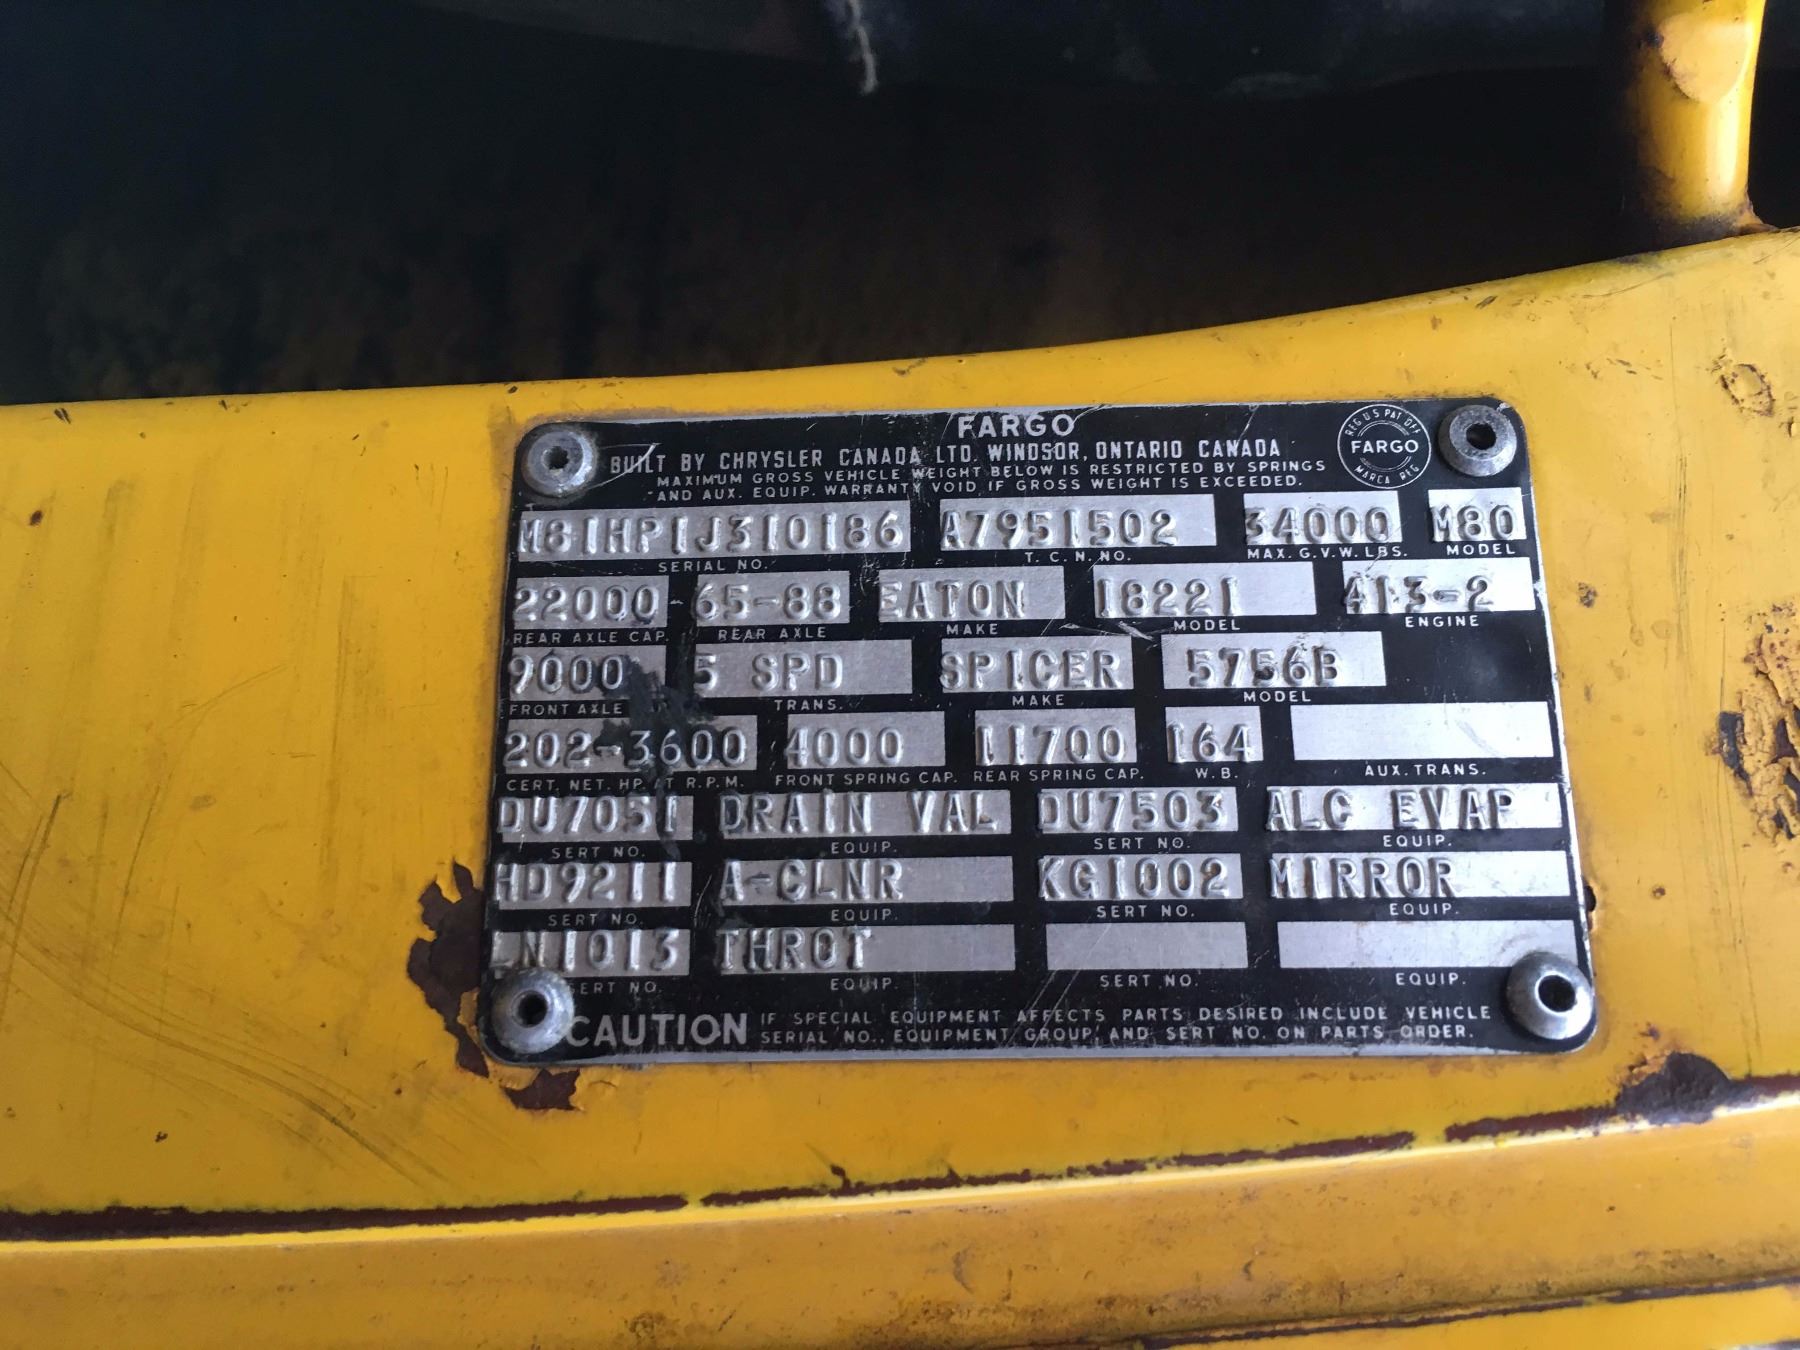 FARGO
BUILT BY CHRYSLER CANADA LTD. WINDSOR, ONTARIO CANADA
MAXIMUM GROSS VEHICLE WEIGHT BELOW IS RESTRICTED BY SPRINGS
AND AUX. EQUIP. WARRANTY VOID IF GROSS WEIGHT IS EXCEEDED.
REG U S PAT OFF
FARGO
MARCA REG
M81HP1J310186 A7951502 34000 M80
SERIAL NO. T. C. N. NO. MAX. G.V.W. LBS. MODEL
22000 65-88 EATON 18221 413-2
REAR AXLE CAP. REAR AXLE MAKE MODEL ENGINE
9000 5 SPD SPICER 5756B
FRONT AXLE TRANS. MAKE MODEL
202-3600 4000 11700 164
CERT. NET. HP. AT R.P.M. FRONT SPRING CAP. REAR SPRING CAP. W.B. AUX. TRANS.
DU7051 DRAIN VAL DU7503 ALC EVAP
SERT NO. EQUIP. SERT NO. EQUIP.
HD9211 A-CLNR KG1002 MIRROR
SERT NO. EQUIP. SERT NO. EQUIP.
LN1013 THROT
SERT NO. EQUIP. SERT NO. EQUIP.
CAUTION IF SPECIAL EQUIPMENT AFFECTS PARTS DESIRED INCLUDE VEHICLE
SERIAL NO., EQUIPMENT GROUP, AND SERT NO. ON PARTS ORDER.